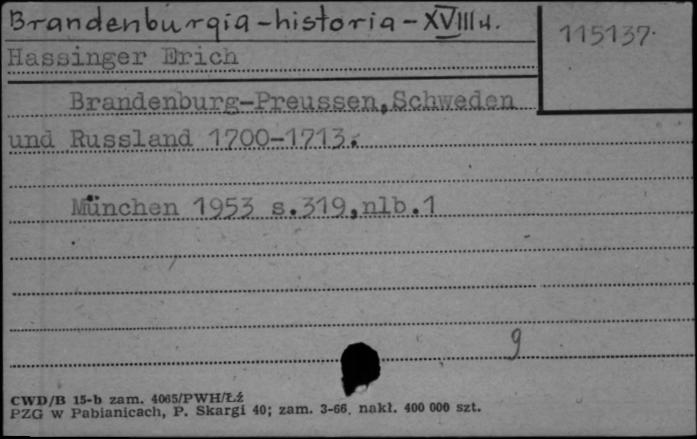 Brandenburgia-historia-XVIIIw.
115137.
Hassinger Erich
Brandenburg-Preussen, Schweden
und Russland 1700-1713.
München 1953 s.319, nlb.1
9
CWD/B 15-b zam. 4065/PWH/Łź
PZG w Pabianicach, P. Skargi 40; zam. 3-66. nakł. 400 000 szt.